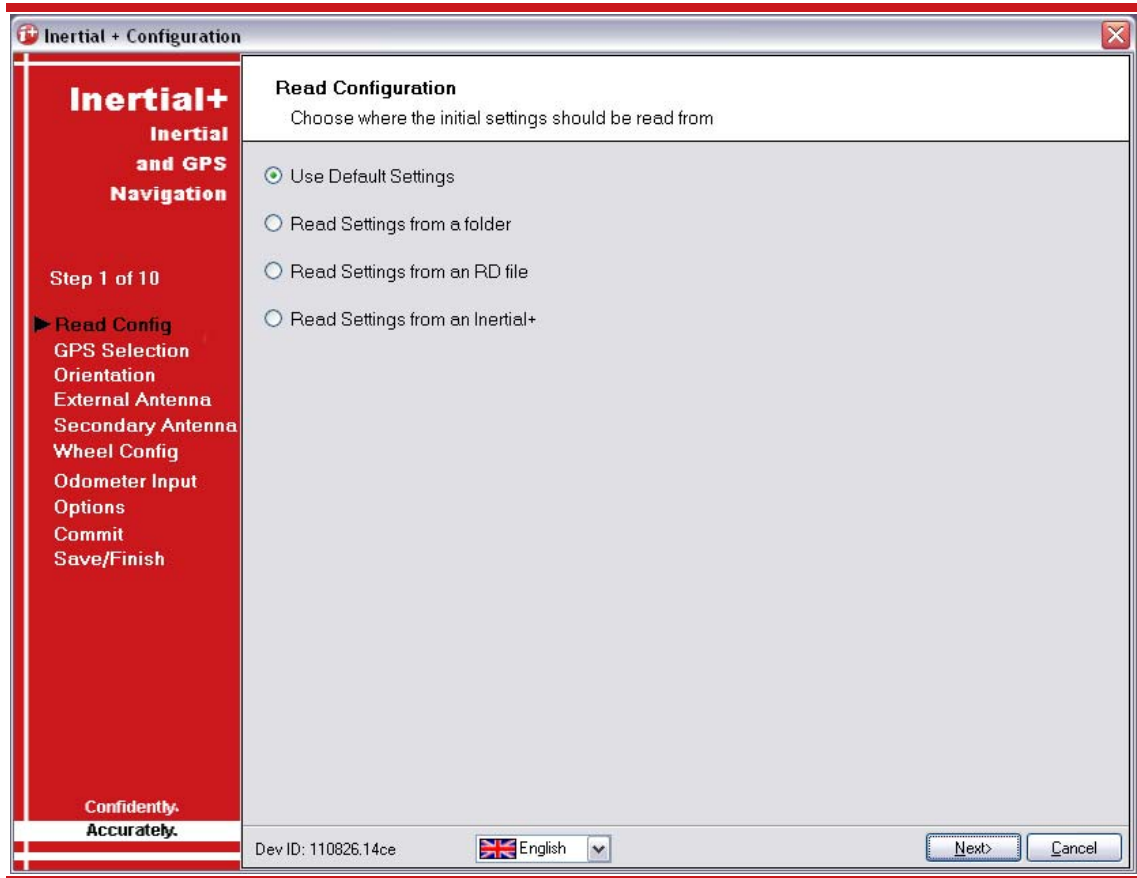 Inertial + Configuration
Inertial+
Inertial
and GPS
Navigation
Step 1 of 10
Read Config
GPS Selection
Orientation
External Antenna
Secondary Antenna
Wheel Config
Odometer Input
Options
Commit
Save/Finish
Confidently.
Accurately.
Read Configuration
Choose where the initial settings should be read from
Use Default Settings
Read Settings from a folder
Read Settings from an RD file
Read Settings from an Inertial+
Dev ID: 110826.14ce
English
Next>
Cancel